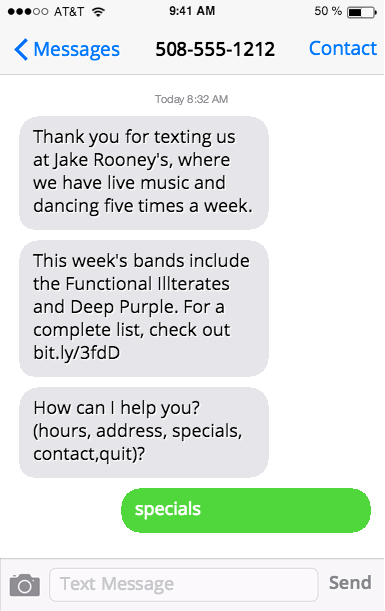 AT&T 9:41 AM 50 %
Messages 508-555-1212 Contact
Today 8:32 AM
Thank you for texting us
at Jake Rooney's, where
we have live music and
dancing five times a week.
This week's bands include
the Functional Illterates
and Deep Purple. For a
complete list, check out
bit.ly/3fdD
How can I help you?
(hours, address, specials,
contact,quit)?
specials
Text Message Send